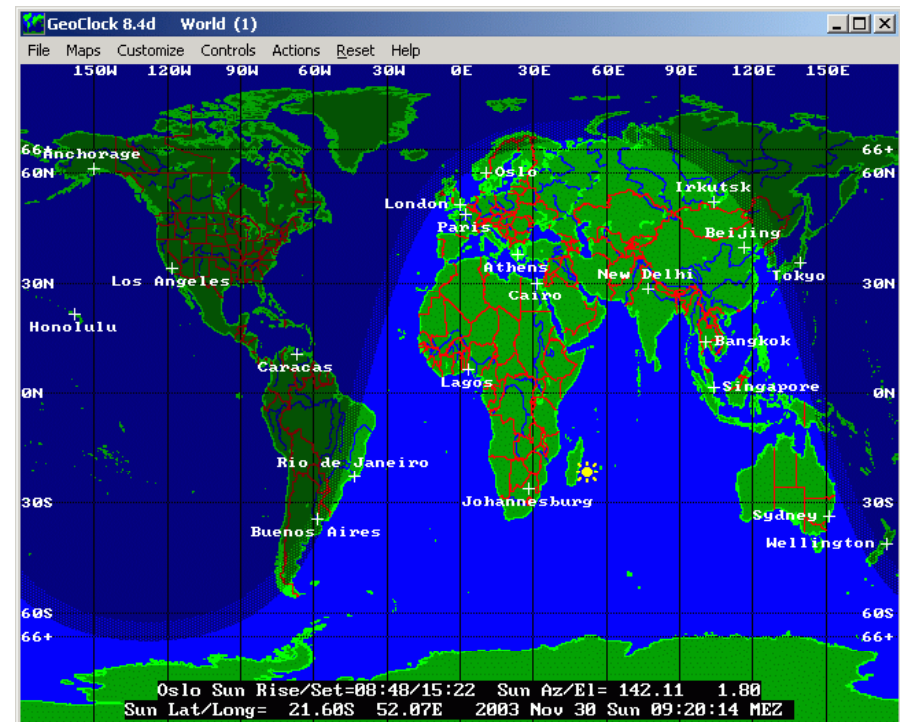 GeoClock 8.4d World (1)
File Maps Customize Controls Actions Reset Help
150W 120W 90W 60W 30W 0E 30E 60E 90E 120E 150E
66+ Anchorage 66+
60N Oslo 60N
Irkutsk
London
Paris Beijing
Athens New Delhi Tokyo
30N Los Angeles Cairo 30N
Honolulu
Bangkok
Caracas
Lagos Singapore
0N 0N
Rio de Janeiro
30S Johannesburg 30S
Sydney
Buenos Aires
Wellington
60S 60S
66+ 66+
Oslo Sun Rise/Set=08:48/15:22 Sun Az/El= 142.11 1.80
Sun Lat/Long= 21.60S 52.07E 2003 Nov 30 Sun 09:20:14 MEZ